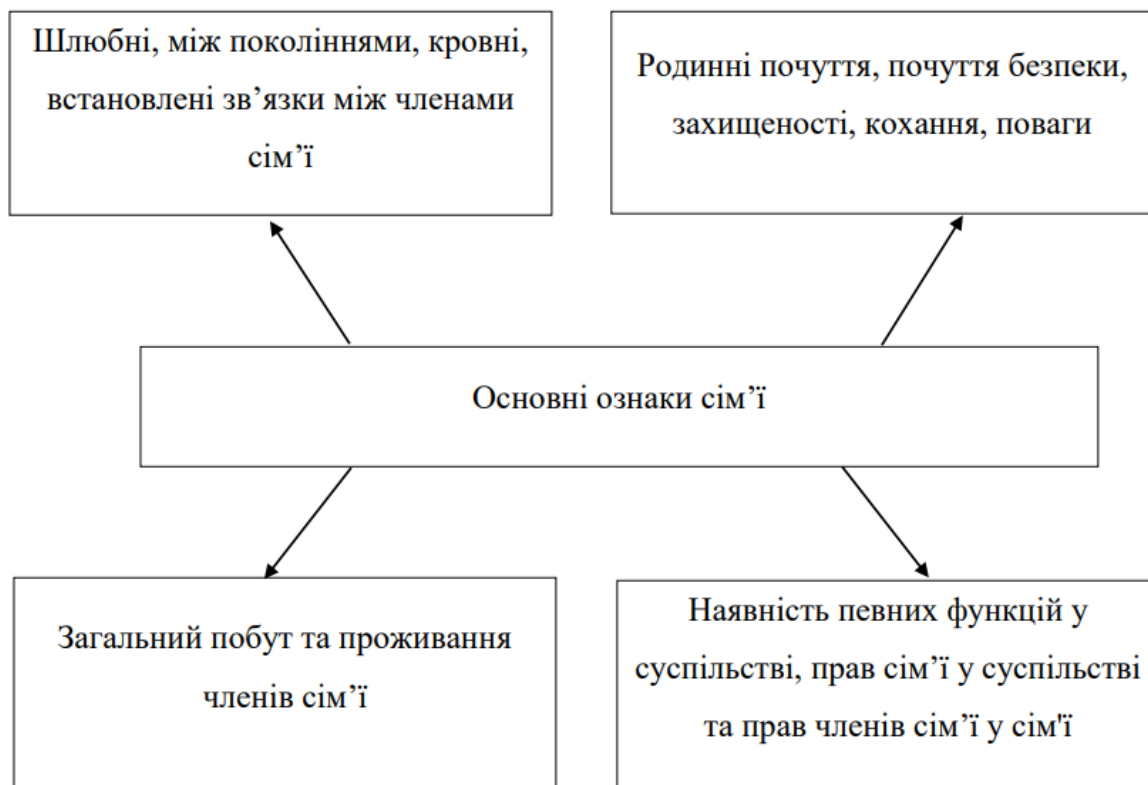 Шлюбні, між поколіннями, кровні,
встановлені зв’язки між членами
сім’ї
Родинні почуття, почуття безпеки,
захищеності, кохання, поваги
Основні ознаки сім’ї
Загальний побут та проживання
членів сім’ї
Наявність певних функцій у
суспільстві, прав сім’ї у суспільстві
та прав членів сім’ї у сім'ї